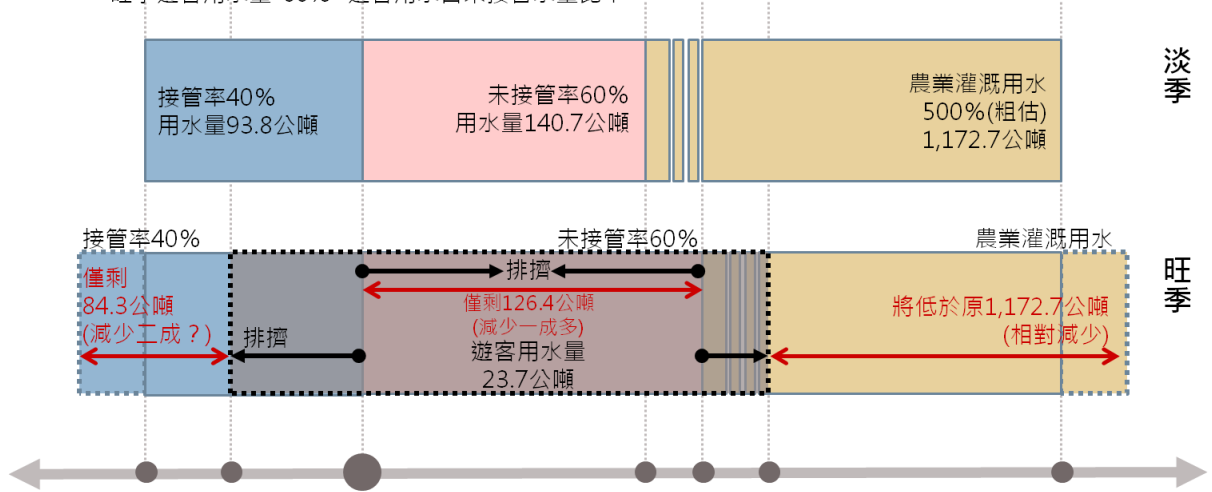 淡季
接管率40%
用水量93.8公噸
未接管率60%
用水量140.7公噸
農業灌溉用水
500%(粗估)
1,172.7公噸
旺季
接管率40%
未接管率60%
農業灌溉用水
僅剩
84.3公噸
(減少二成？)
排擠
排擠
僅剩126.4公噸
(減少一成多)
遊客用水量
23.7公噸
將低於原1,172.7公噸
(相對減少)